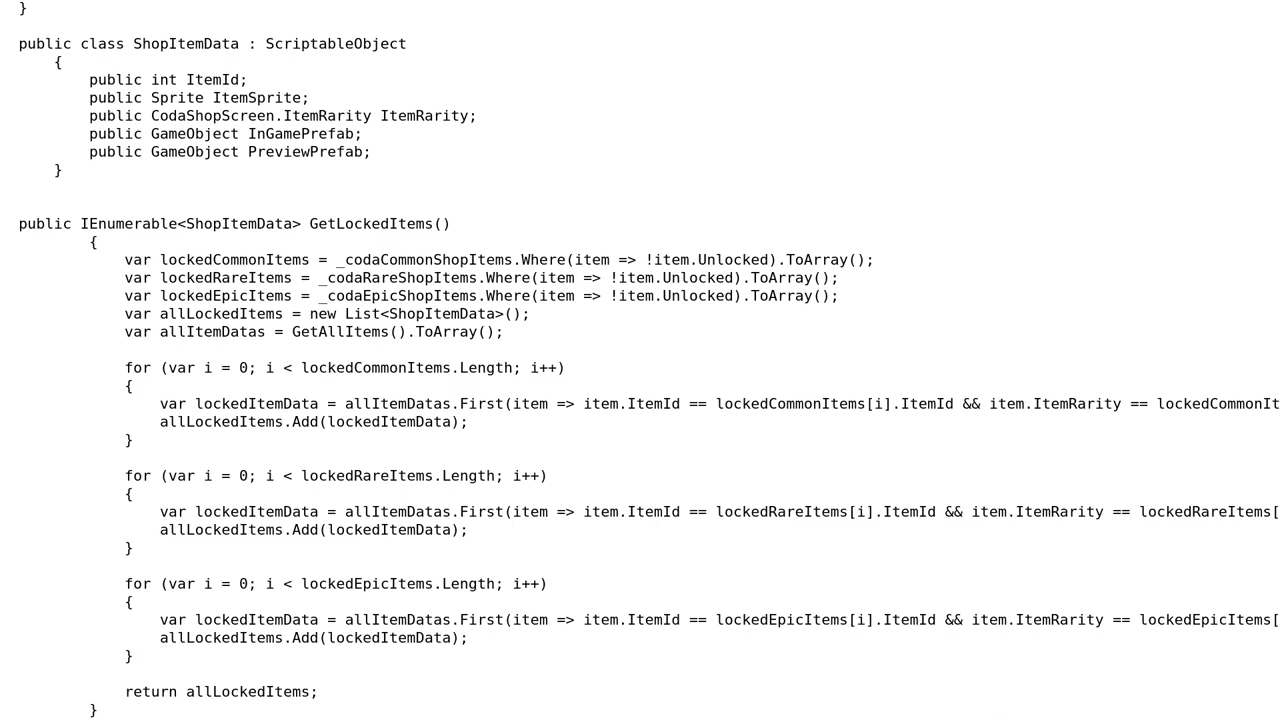 }
public class ShopItemData : ScriptableObject
{
public int ItemId;
public Sprite ItemSprite;
public CodaShopScreen.ItemRarity ItemRarity;
public GameObject InGamePrefab;
public GameObject PreviewPrefab;
}
public IEnumerable<ShopItemData> GetLockedItems()
{
var lockedCommonItems = _codaCommonShopItems.Where(item => !item.Unlocked).ToArray();
var lockedRareItems = _codaRareShopItems.Where(item => !item.Unlocked).ToArray();
var lockedEpicItems = _codaEpicShopItems.Where(item => !item.Unlocked).ToArray();
var allLockedItems = new List<ShopItemData>();
var allItemDatas = GetAllItems().ToArray();
for (var i = 0; i < lockedCommonItems.Length; i++)
{
var lockedItemData = allItemDatas.First(item => item.ItemId == lockedCommonItems[i].ItemId && item.ItemRarity == lockedCommonIt
allLockedItems.Add(lockedItemData);
}
for (var i = 0; i < lockedRareItems.Length; i++)
{
var lockedItemData = allItemDatas.First(item => item.ItemId == lockedRareItems[i].ItemId && item.ItemRarity == lockedRareItems[
allLockedItems.Add(lockedItemData);
}
for (var i = 0; i < lockedEpicItems.Length; i++)
{
var lockedItemData = allItemDatas.First(item => item.ItemId == lockedEpicItems[i].ItemId && item.ItemRarity == lockedEpicItems[
allLockedItems.Add(lockedItemData);
}
return allLockedItems;
}